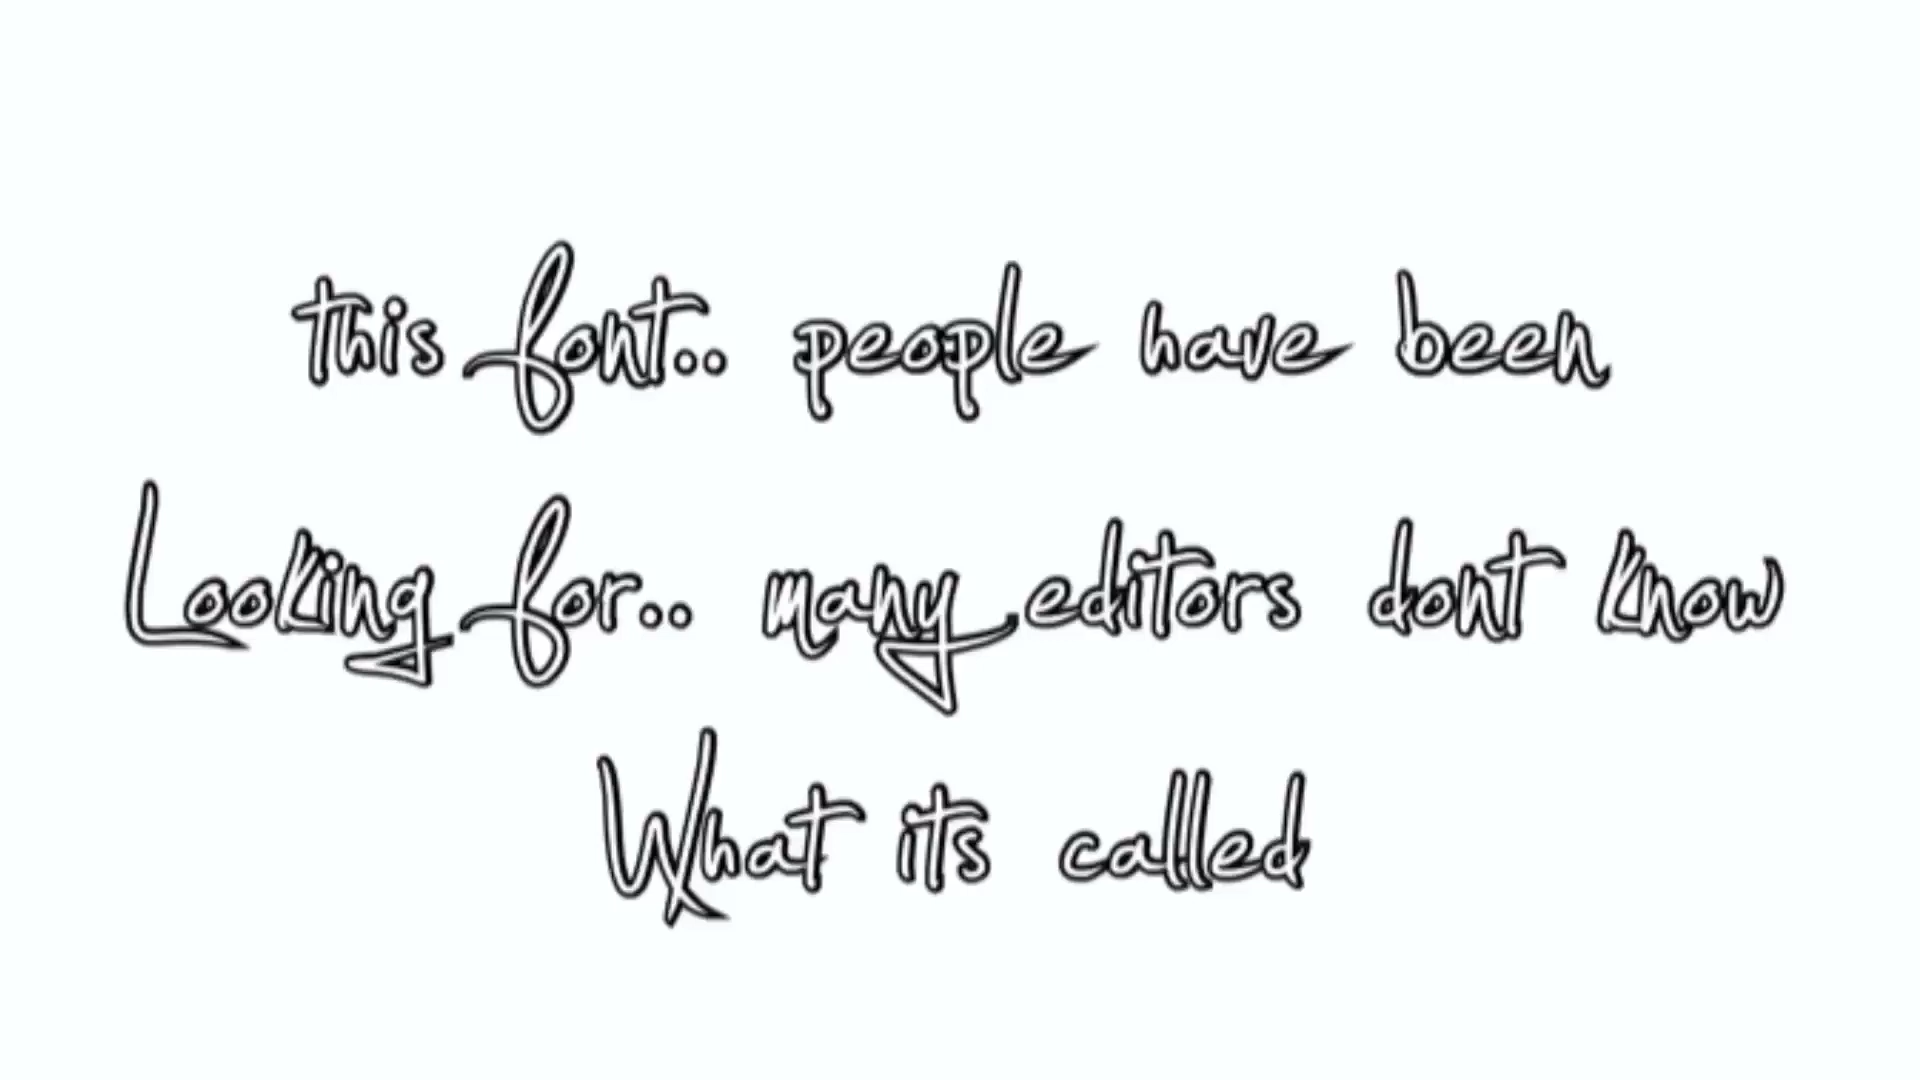 this font.. people have been
Looking for.. many editors dont know
What its called